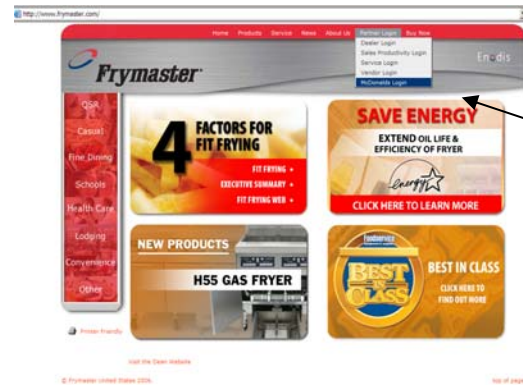 http://www.frymaster.com/
Home Products Service News About Us Partner Login Buy Now
Dealer Login
Sales Productivity Login
Service Login
Vendor Login
McDonalds Login
Frymaster
Enodis
QSR
Casual
Fine Dining
Schools
Health Care
Lodging
Convenience
Other
4 FACTORS FOR
FIT FRYING
FIT FRYING
EXECUTIVE SUMMARY
FIT FRYING WEB
SAVE ENERGY
EXTEND OIL LIFE &
EFFICIENCY OF FRYER
energy
CLICK HERE TO LEARN MORE
NEW PRODUCTS
H55 GAS FRYER
Foodservice
BEST IN CLASS
BEST IN CLASS
CLICK HERE TO
FIND OUT MORE
Printer Friendly
Visit the Dean Website
© Frymaster United States 2006.
top of page